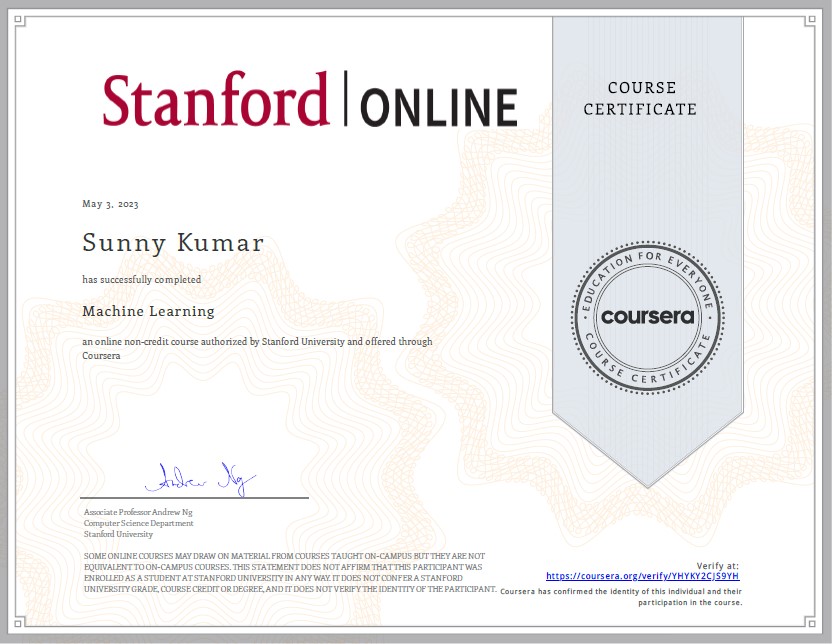 Stanford | ONLINE
COURSE
CERTIFICATE
May 3, 2023
Sunny Kumar
has successfully completed
Machine Learning
an online non-credit course authorized by Stanford University and offered through
Coursera
EDUCATION FOR EVERYONE
coursera
COURSE CERTIFICATE
Andrew Ng
Associate Professor Andrew Ng
Computer Science Department
Stanford University
SOME ONLINE COURSES MAY DRAW ON MATERIAL FROM COURSES TAUGHT ON-CAMPUS BUT THEY ARE NOT
EQUIVALENT TO ON-CAMPUS COURSES. THIS STATEMENT DOES NOT AFFIRM THAT THIS PARTICIPANT WAS
ENROLLED AS A STUDENT AT STANFORD UNIVERSITY IN ANY WAY. IT DOES NOT CONFER A STANFORD
UNIVERSITY GRADE, COURSE CREDIT OR DEGREE, AND IT DOES NOT VERIFY THE IDENTITY OF THE PARTICIPANT.
Verify at:
https://coursera.org/verify/YHYKY2CJS9YH
Coursera has confirmed the identity of this individual and their
participation in the course.